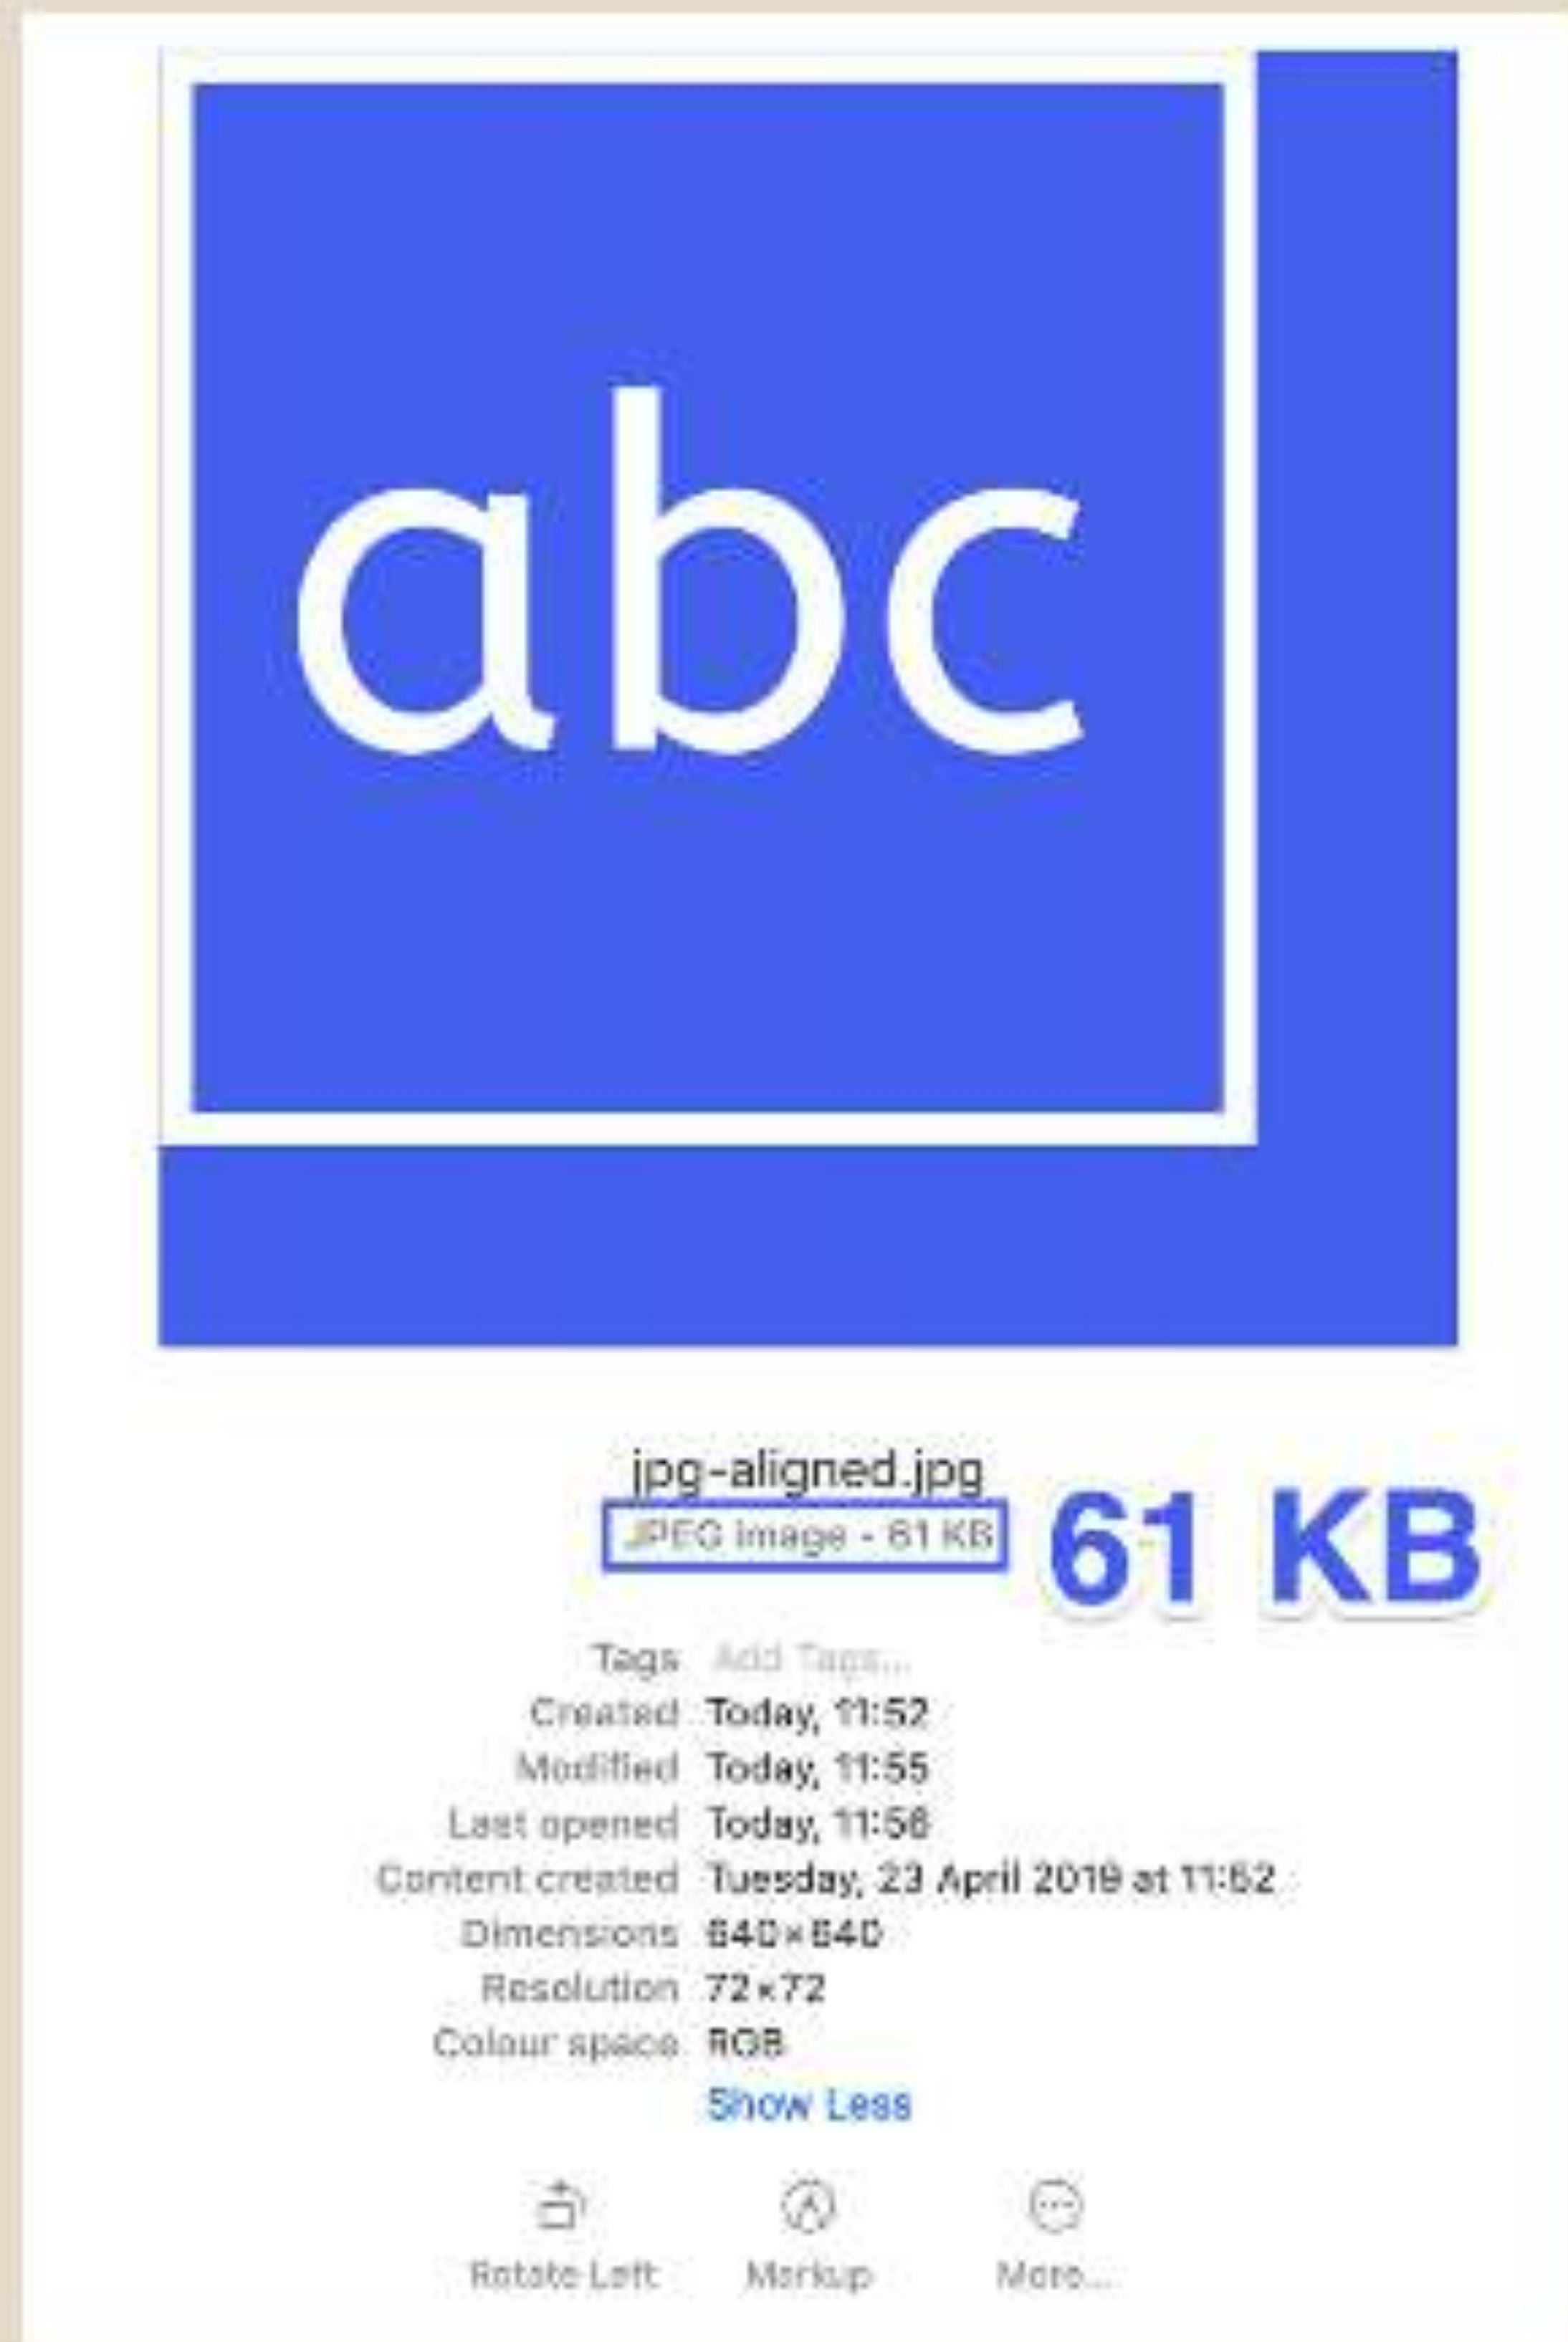 abc
jpg-aligned.jpg
JPEG image - 61 KB
61 KB
Tags Add Tags...
Created Today, 11:52
Modified Today, 11:55
Last opened Today, 11:56
Content created Tuesday, 23 April 2019 at 11:52
Dimensions 640×640
Resolution 72×72
Colour space RGB
Show Less
Rotate Left Markup More...